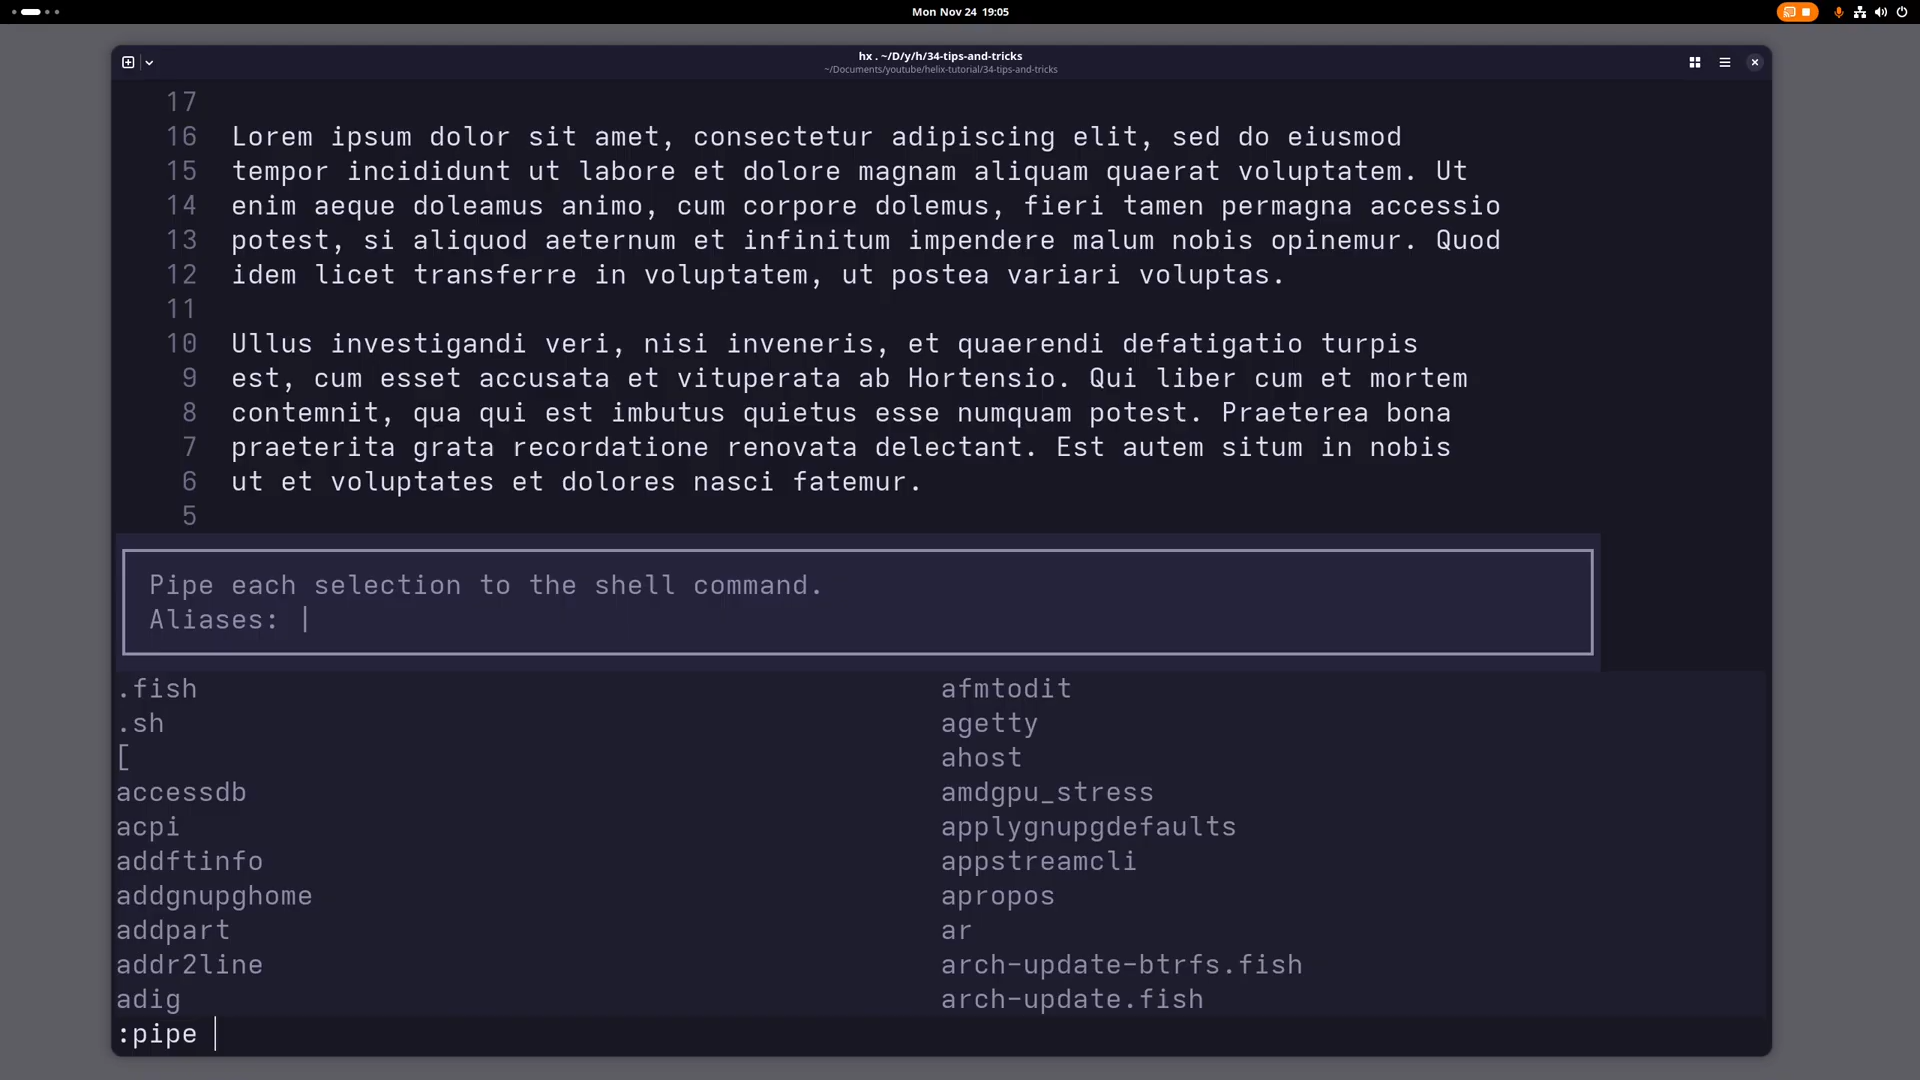 Mon Nov 24 19:05
hx . ~/D/y/h/34-tips-and-tricks
~/Documents/youtube/helix-tutorial/34-tips-and-tricks
17
16 Lorem ipsum dolor sit amet, consectetur adipiscing elit, sed do eiusmod
15 tempor incididunt ut labore et dolore magnam aliquam quaerat voluptatem. Ut
14 enim aeque doleamus animo, cum corpore dolemus, fieri tamen permagna accessio
13 potest, si aliquod aeternum et infinitum impendere malum nobis opinemur. Quod
12 idem licet transferre in voluptatem, ut postea variari voluptas.
11
10 Ullus investigandi veri, nisi inveneris, et quaerendi defatigatio turpis
9 est, cum esset accusata et vituperata ab Hortensio. Qui liber cum et mortem
8 contemnit, qua qui est imbutus quietus esse numquam potest. Praeterea bona
7 praeterita grata recordatione renovata delectant. Est autem situm in nobis
6 ut et voluptates et dolores nasci fatemur.
5
Pipe each selection to the shell command.
Aliases: |
.fish afmtodit
.sh agetty
[ ahost
accessdb amdgpu_stress
acpi applygnupgdefaults
addftinfo appstreamcli
addgnupghome apropos
addpart ar
addr2line arch-update-btrfs.fish
adig arch-update.fish
:pipe